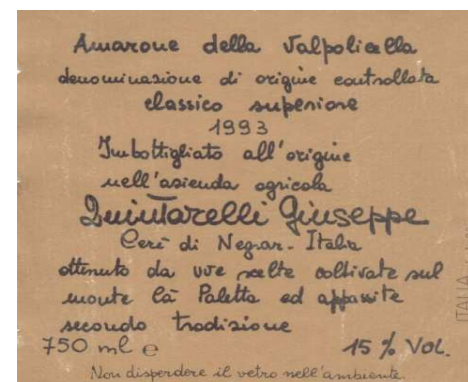 Amarone della Valpolicella
denominazione di origine controllata
classico superiore
1993
Imbottigliato all'origine
nell'azienda agricola
Quintarelli Giuseppe
Cerè di Negrar - Italia
ottenuto da uve scelte coltivate sul
monte Cà Paletta ed appassite
secondo tradizione
750 ml e
15 % VOL.
Non disperdere il vetro nell'ambiente.
ITALIA